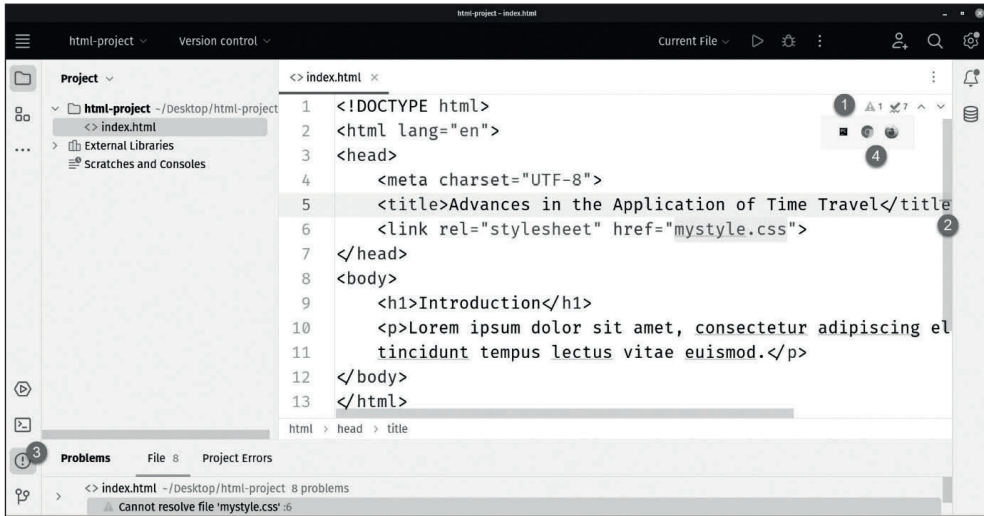 html-project – index.html
html-project
Version control
Current File
Project
<> index.html ×
html-project ~/Desktop/html-project
<> index.html
External Libraries
Scratches and Consoles
1 1 7
4
1 <!DOCTYPE html>
2 <html lang="en">
3 <head>
4 <meta charset="UTF-8">
5 <title>Advances in the Application of Time Travel</title
6 <link rel="stylesheet" href="mystyle.css">
2
7 </head>
8 <body>
9 <h1>Introduction</h1>
10 <p>Lorem ipsum dolor sit amet, consectetur adipiscing el
11 tincidunt tempus lectus vitae euismod.</p>
12 </body>
13 </html>
html > head > title
3
Problems File 8 Project Errors
<> index.html ~/Desktop/html-project 8 problems
Cannot resolve file 'mystyle.css' :6